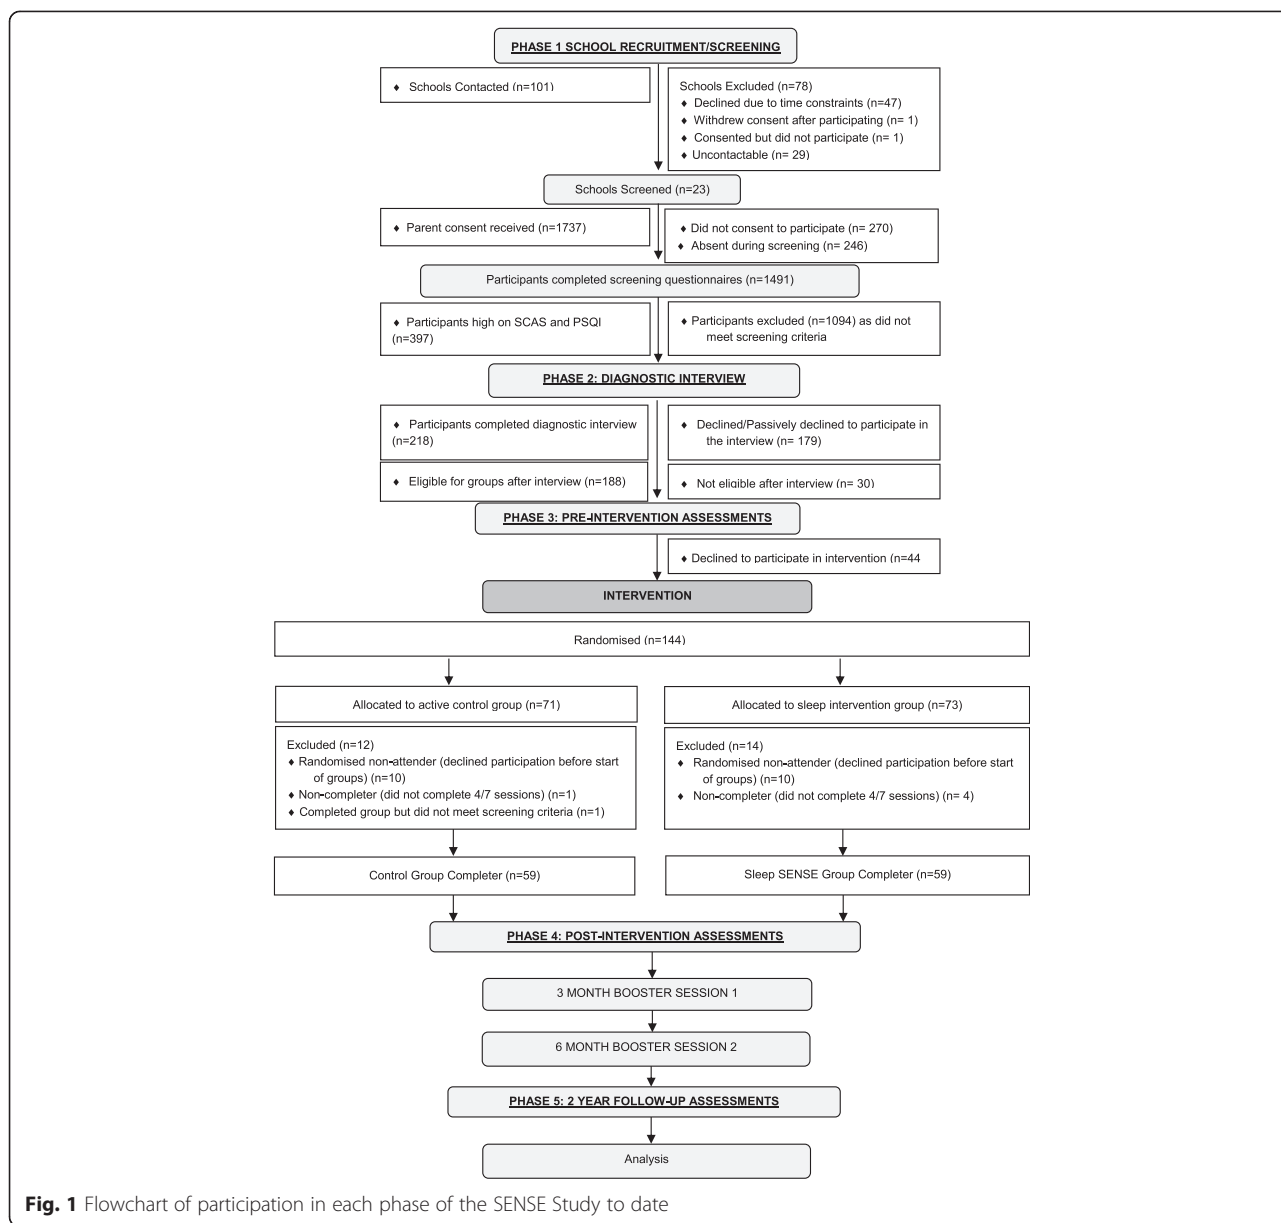 PHASE 1 SCHOOL RECRUITMENT/SCREENING
♦ Schools Contacted (n=101)
Schools Excluded (n=78)
♦ Declined due to time constraints (n=47)
♦ Withdrew consent after participating (n= 1)
♦ Consented but did not participate (n= 1)
♦ Uncontactable (n= 29)
Schools Screened (n=23)
♦ Parent consent received (n=1737)
♦ Did not consent to participate (n= 270)
♦ Absent during screening (n= 246)
Participants completed screening questionnaires (n=1491)
♦ Participants high on SCAS and PSQI
(n=397)
♦ Participants excluded (n=1094) as did not
meet screening criteria
PHASE 2: DIAGNOSTIC INTERVIEW
♦ Participants completed diagnostic interview
(n=218)
♦ Declined/Passively declined to participate in
the interview (n= 179)
♦ Eligible for groups after interview (n=188)
♦ Not eligible after interview (n= 30)
PHASE 3: PRE-INTERVENTION ASSESSMENTS
♦ Declined to participate in intervention (n=44
INTERVENTION
Randomised (n=144)
Allocated to active control group (n=71)
Excluded (n=12)
♦ Randomised non-attender (declined participation before start
of groups) (n=10)
♦ Non-completer (did not complete 4/7 sessions) (n=1)
♦ Completed group but did not meet screening criteria (n=1)
Control Group Completer (n=59)
Allocated to sleep intervention group (n=73)
Excluded (n=14)
♦ Randomised non-attender (declined participation before start
of groups) (n=10)
♦ Non-completer (did not complete 4/7 sessions) (n= 4)
Sleep SENSE Group Completer (n=59)
PHASE 4: POST-INTERVENTION ASSESSMENTS
3 MONTH BOOSTER SESSION 1
6 MONTH BOOSTER SESSION 2
PHASE 5: 2 YEAR FOLLOW-UP ASSESSMENTS
Analysis
Fig. 1 Flowchart of participation in each phase of the SENSE Study to date